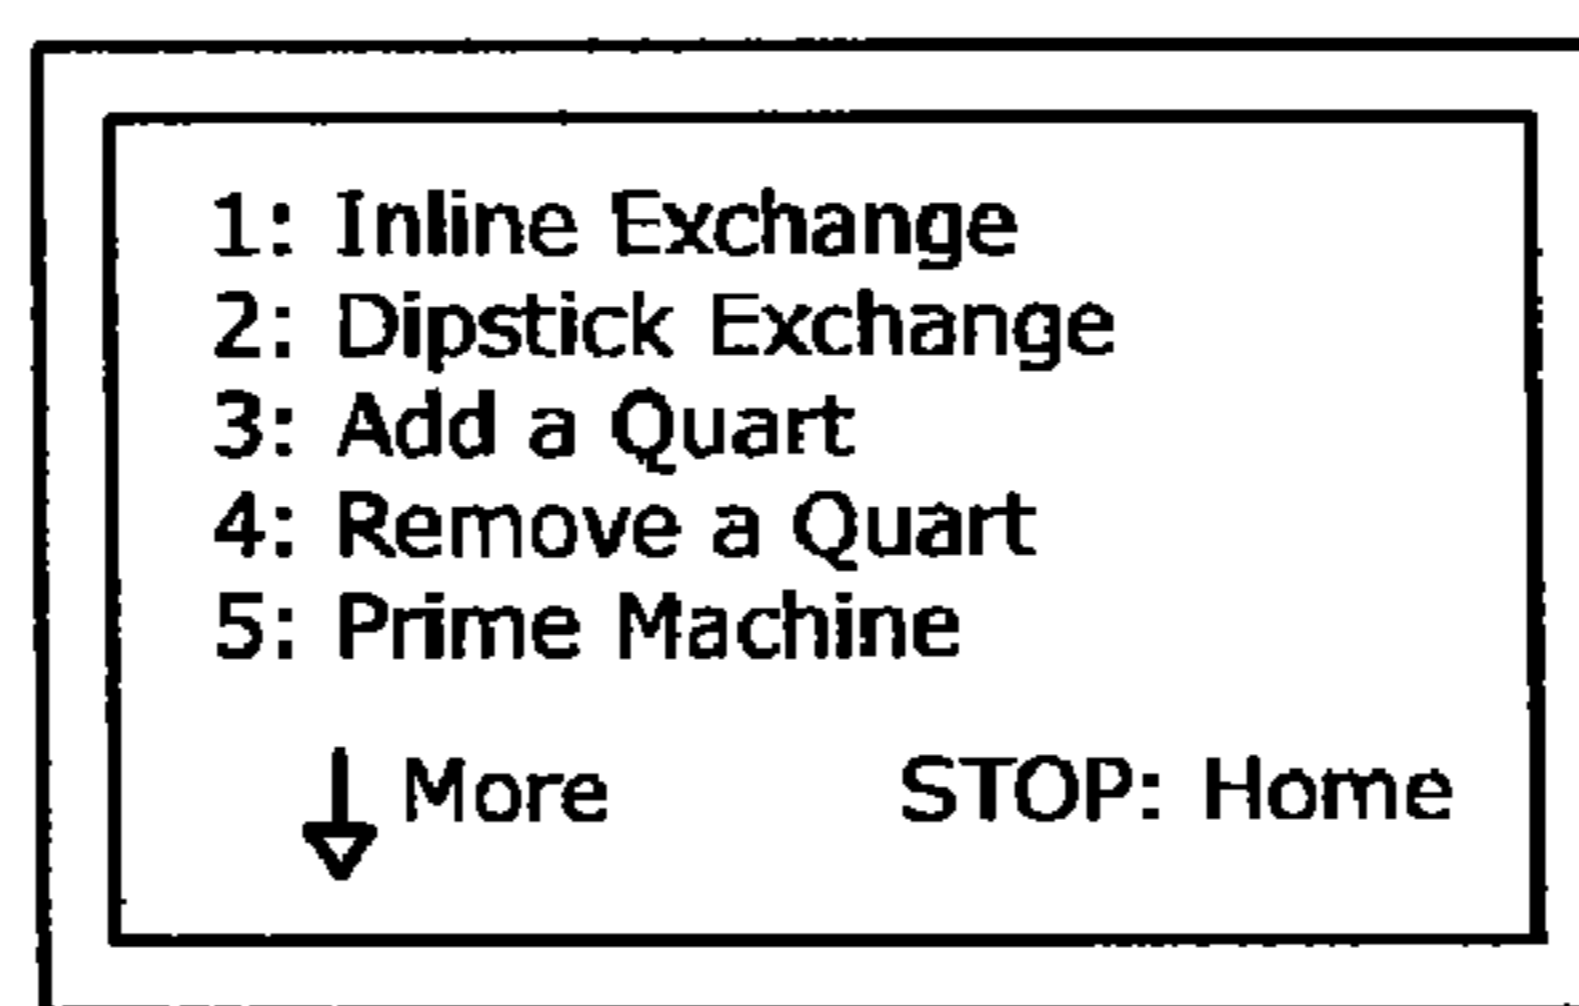 1: Inline Exchange
2: Dipstick Exchange
3: Add a Quart
4: Remove a Quart
5: Prime Machine
More STOP: Home